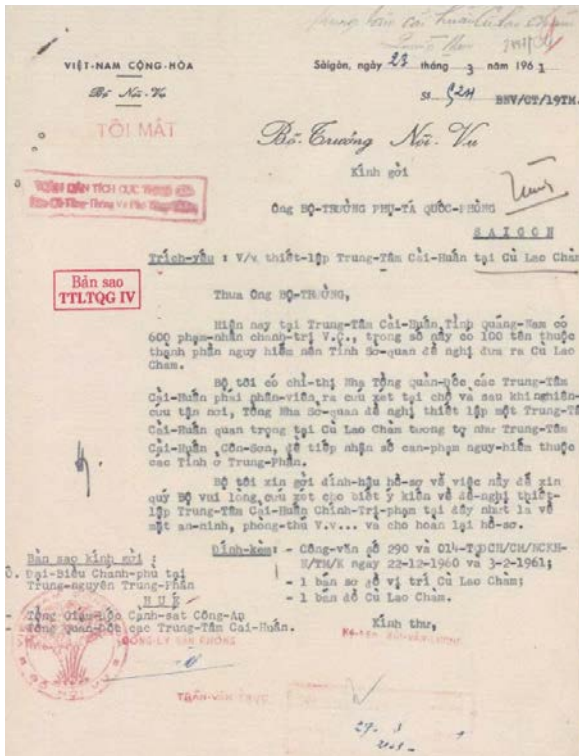 VIỆT-NAM CỘNG-HÒA
Bộ Nội-Vụ
TỐI MẬT
Sàigòn, ngày 23 tháng 3 năm 1961
BNV/CT/19TM.
Bộ-Trưởng Nội-Vụ
Kính gởi
Ông BỘ-TRƯỞNG PHỤ-TÁ QUỐC-PHÒNG
SAIGON
Trích-yếu : V/v thiết-lập Trung-Tâm Cải-Huấn tại Cù Lao Chàm
Bản sao
TTLTQG IV
Thưa Ông BỘ-TRƯỞNG,
Hiện nay tại Trung-Tâm Cải-Huấn Tỉnh Quảng-Nam có
600 phạm-nhân chánh-trị V.C., trong số này có 100 tên thuộc
thành phần nguy hiểm nên Tỉnh Sở-quan đề nghị đưa ra Cù Lao
Chàm.
Bộ tôi có chỉ-thị Nha Tổng quản-đốc các Trung-Tâm
Cải-Huấn phái nhân-viên ra cứu xét tại chỗ và sau khi nghiên-
cứu tận nơi, Tổng Nha Sở-quan đề nghị thiết lập một Trung-Tâm
Cải-Huấn quan trọng tại Cù Lao Chàm tương tợ như Trung-Tâm
Cải-Huấn Côn-Sơn, để tiếp nhận số can-phạm nguy-hiểm thuộc
các Tỉnh ở Trung-Phần.
Bộ tôi xin gởi đính-hậu hồ-sơ về việc này để xin
quý Bộ vui lòng cứu xét cho biết ý kiến về đề-nghị thiết-
lập Trung-Tâm Cải-Huấn Chính-Trị-phạm tại đây nhứt là về
mặt an-ninh, phòng-thủ V.v... và cho hoàn lại hồ-sơ.
Đính-kèm: - Công-văn số 290 và 014-TQĐCH/CM/NCKH-
N/TM/K ngày 22-12-1960 và 3-2-1961;
- 1 bản sơ đồ vị trí Cù Lao Chàm;
- 1 bản đồ Cù Lao Chàm.
Bản sao kính gởi :
Ô. Đại-Biểu Chánh-phủ tại
Trung-nguyên Trung-Phần
HUẾ
- Tổng Giám-Đốc Cảnh-sát Công-An
- Tổng quản-Đốc các Trung-Tâm Cải-Huấn.
Kính thư,